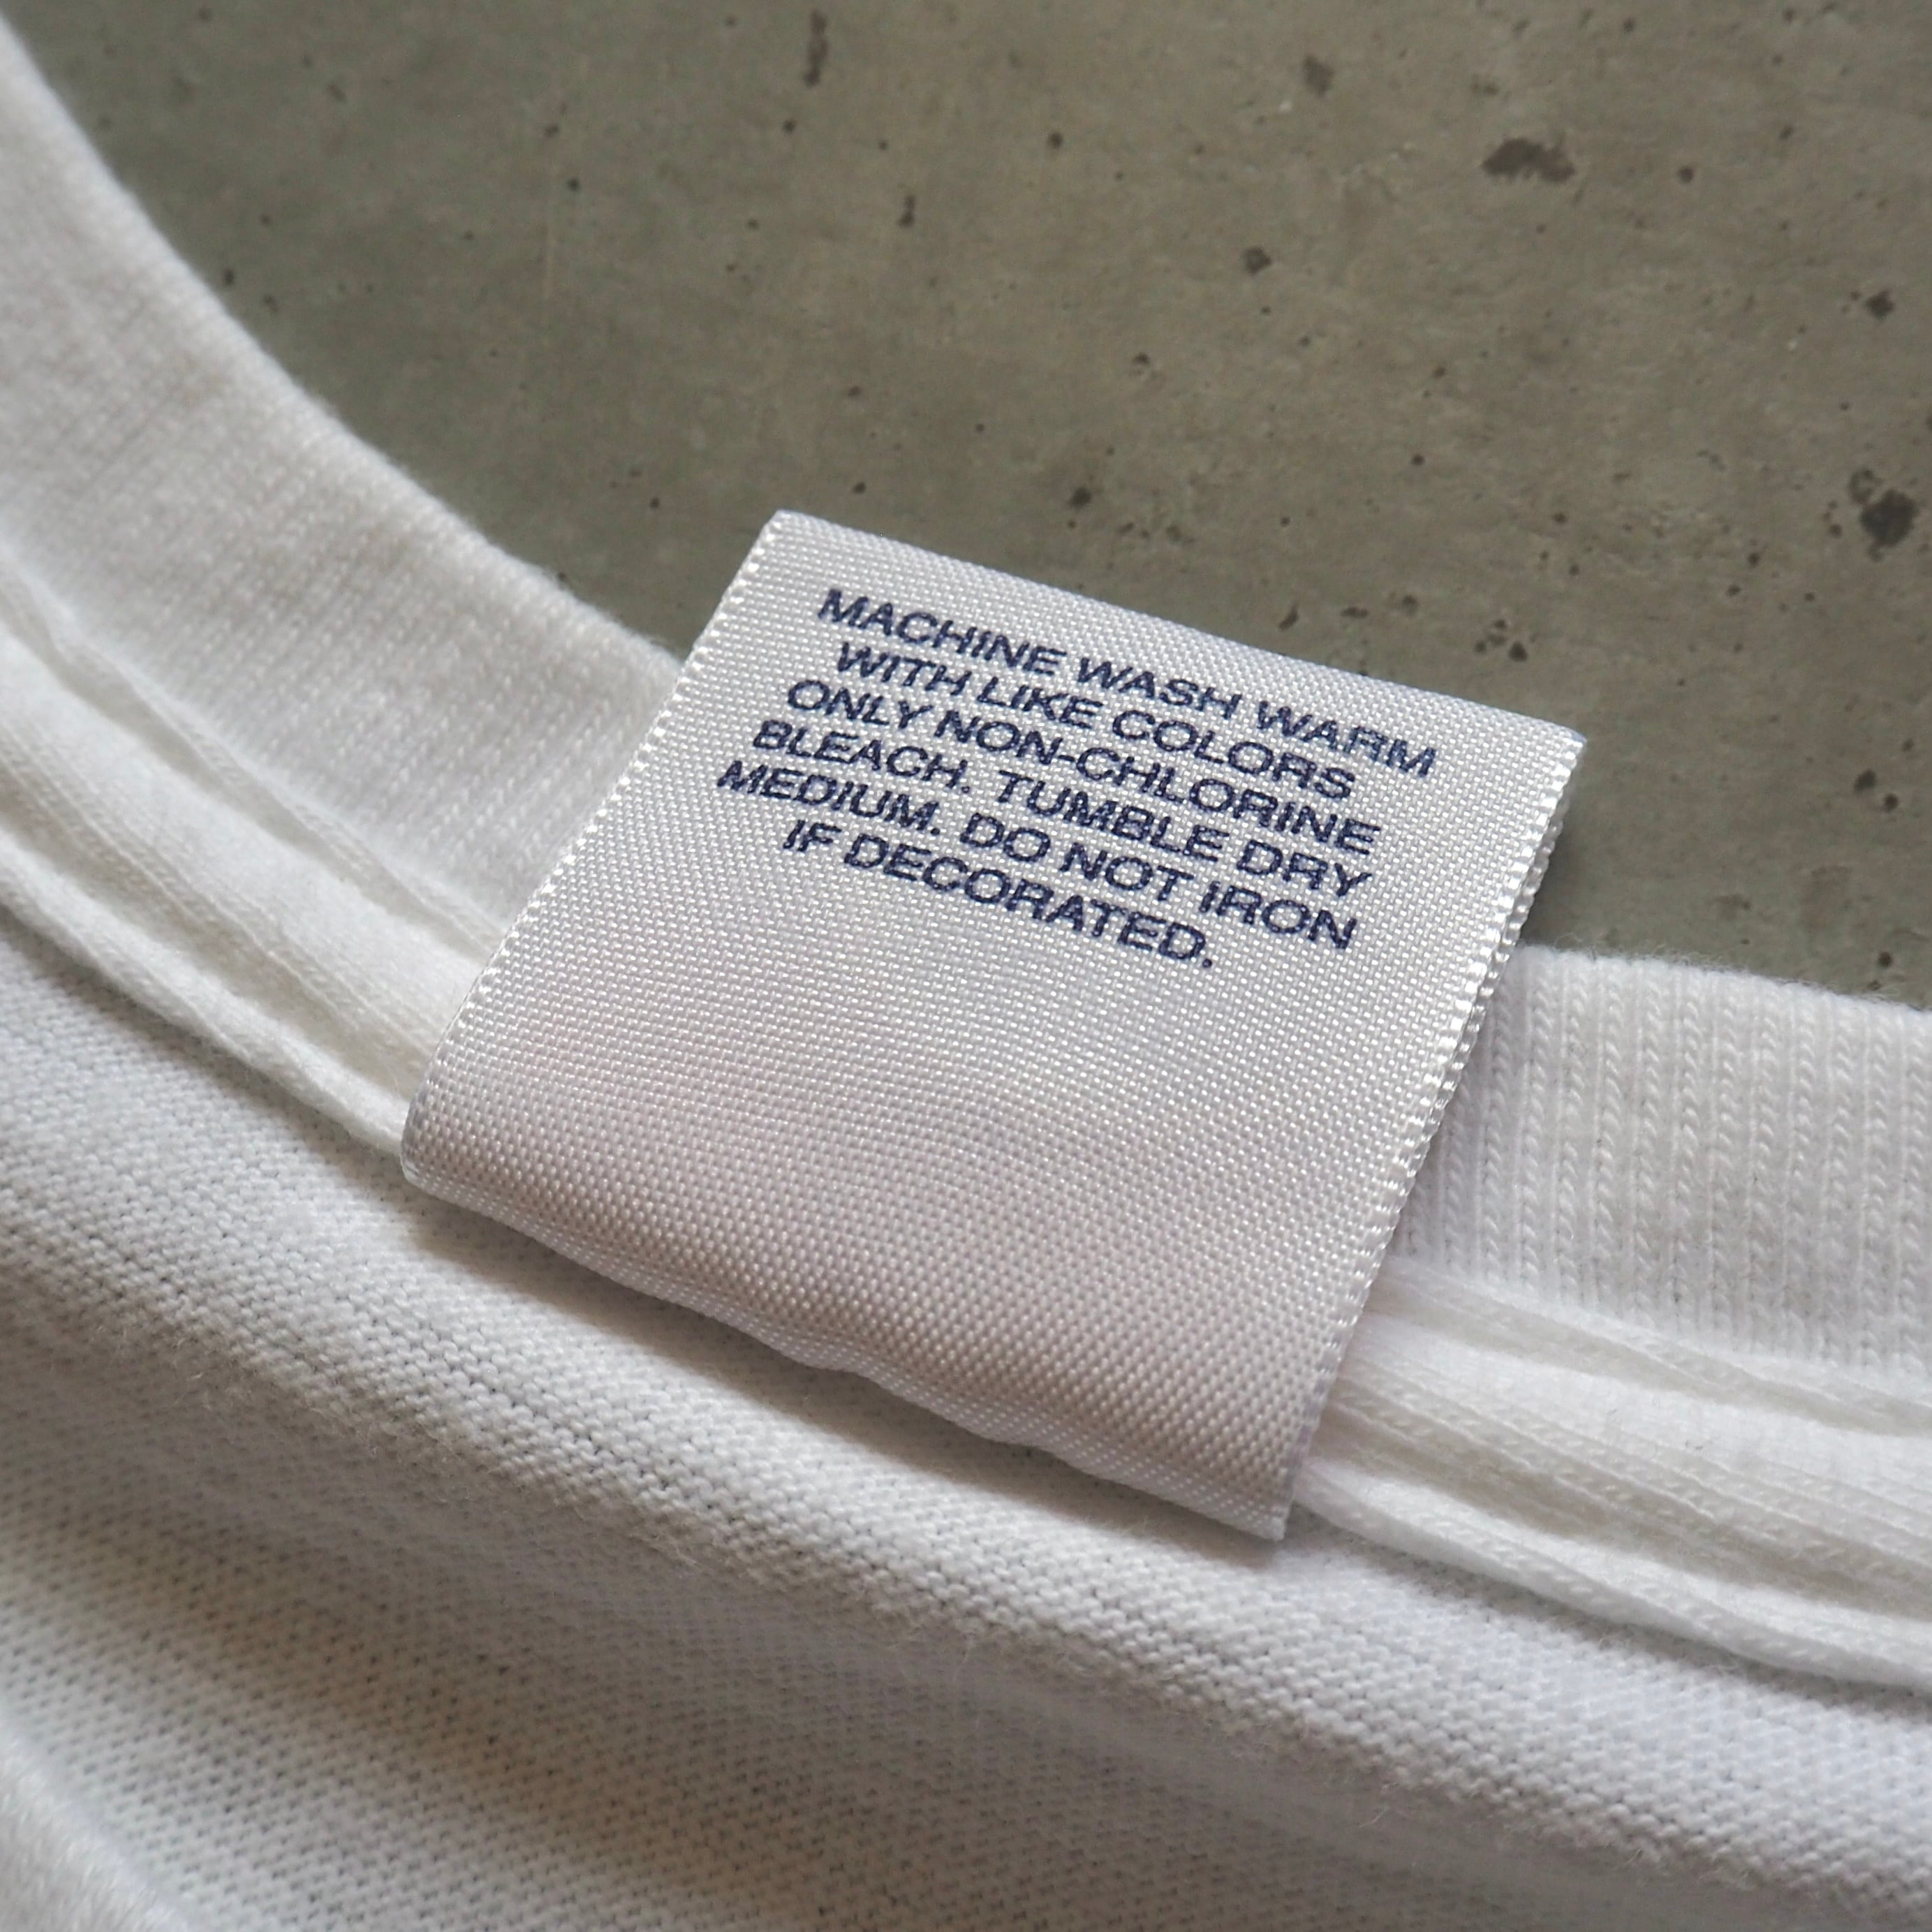 MACHINE WASH WARM
WITH LIKE COLORS
ONLY NON-CHLORINE
BLEACH. TUMBLE DRY
MEDIUM. DO NOT IRON
IF DECORATED.